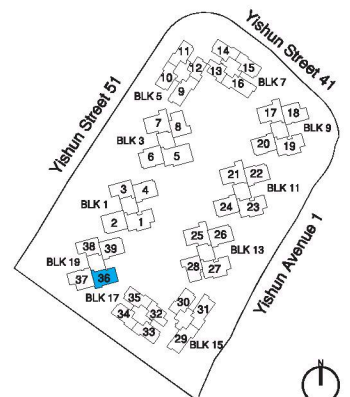 Yishun Street 41
Yishun Street 51
Yishun Avenue 1
11
12
10
9
BLK 5
14
15
13
16
BLK 7
7
8
BLK 3
6
5
17
18
BLK 9
20
19
3
4
BLK 1
2
1
21
22
BLK 11
24
23
38
39
BLK 19
37
36
25
26
BLK 13
28
27
BLK 17
35
34
32
33
30
31
29
BLK 15
N